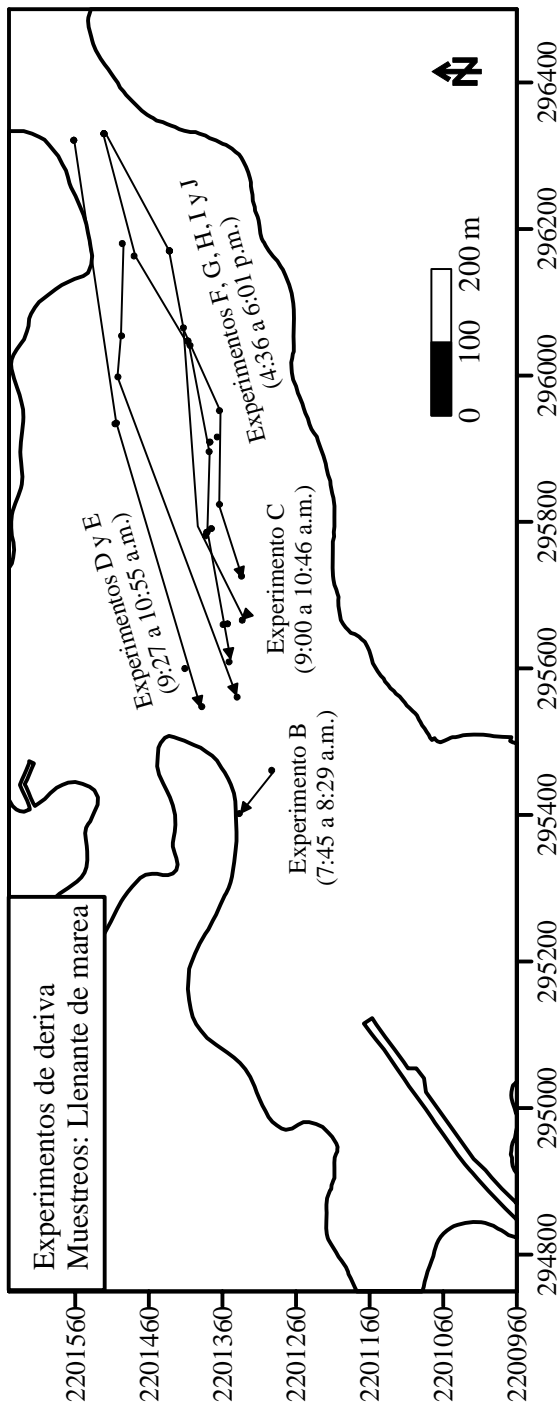 Experimentos de deriva
Muestreos: Llenante de marea
Experimentos D y E
(9:27 a 10:55 a.m.)
Experimentos F, G, H, I y J
(4:36 a 6:01 p.m.)
Experimento C
(9:00 a 10:46 a.m.)
Experimento B
(7:45 a 8:29 a.m.)
N
0 100 200 m
2201560
2201460
2201360
2201260
2201160
2201060
2200960
294800 295000 295200 295400 295600 295800 296000 296200 296400